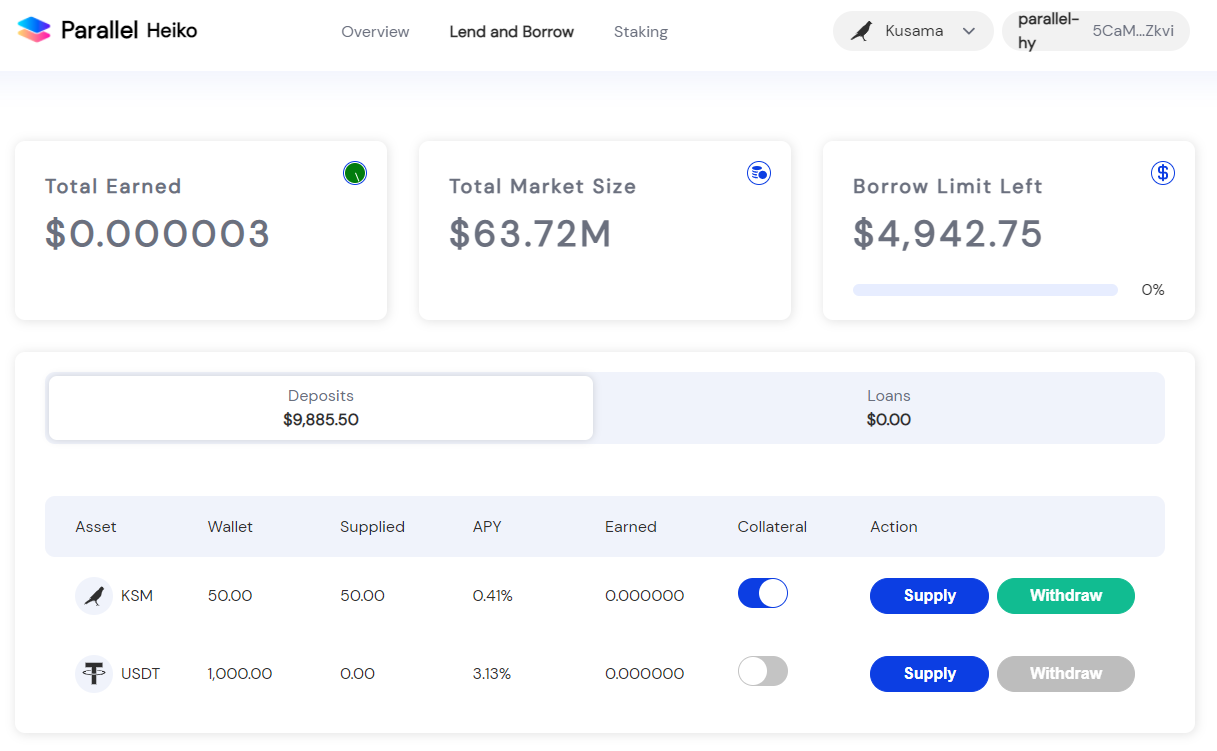 Parallel Heiko
Overview
Lend and Borrow
Staking
Kusama
parallel-
hy
5CaM...Zkvi
Total Earned
$0.000003
Total Market Size
$63.72M
Borrow Limit Left
$
$4,942.75
0%
Deposits
$9,885.50
Loans
$0.00
Asset Wallet Supplied APY Earned Collateral Action
KSM 50.00 50.00 0.41% 0.000000 Supply Withdraw
USDT 1,000.00 0.00 3.13% 0.000000 Supply Withdraw